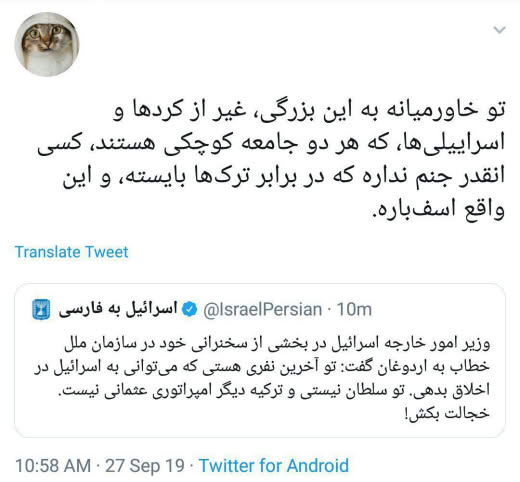 تو خاورمیانه به این بزرگی، غیر از کردها و
اسراییلی‌ها، که هر دو جامعه کوچکی هستند، کسی
انقدر جنم نداره که در برابر ترک‌ها بایسته، و این
واقع اسف‌باره.
Translate Tweet
اسرائیل به فارسی @IsraelPersian · 10m
وزیر امور خارجه اسرائیل در بخشی از سخنرانی خود در سازمان ملل
خطاب به اردوغان گفت: تو آخرین نفری هستی که می‌توانی به اسرائیل در
اخلاق بدهی. تو سلطان نیستی و ترکیه دیگر امپراتوری عثمانی نیست.
خجالت بکش!
10:58 AM · 27 Sep 19 · Twitter for Android